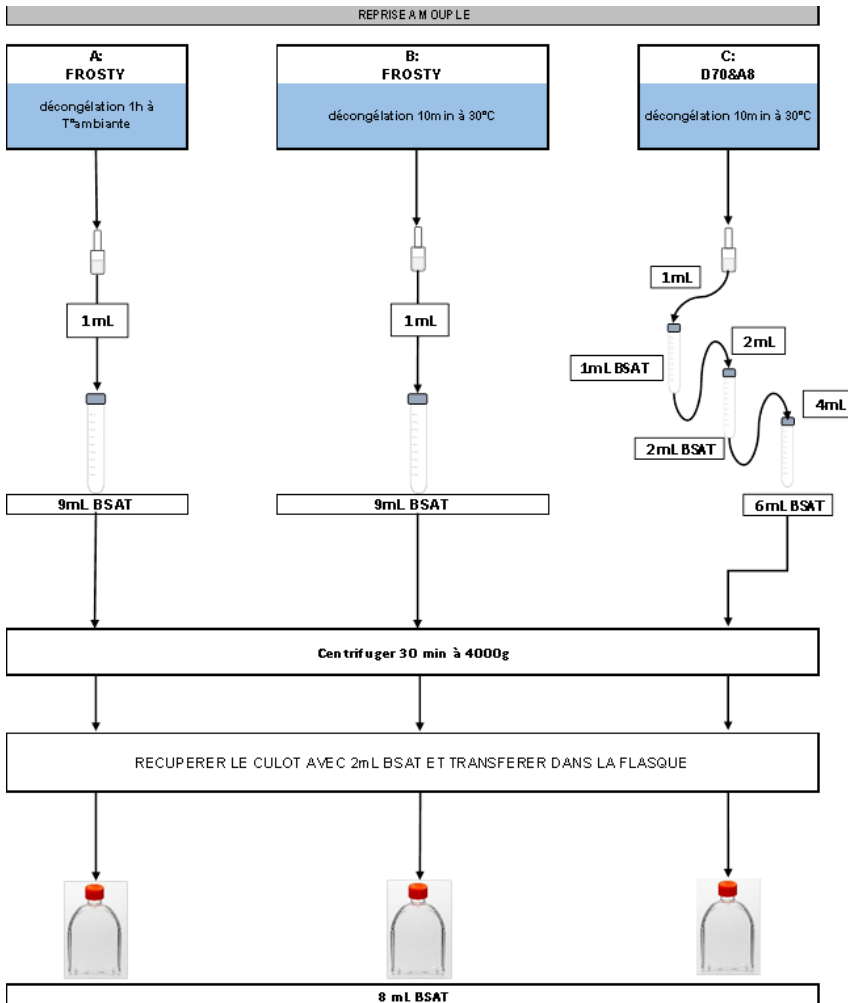 REPRISE AMOUPLE
A:
FROSTY
décongélation 1h à
T°ambiante
B:
FROSTY
décongélation 10min à 30°C
C:
D70&A8
décongélation 10min à 30°C
1mL
1mL
1mL
1mL BSAT
2mL
2mL BSAT
4mL
9mL BSAT
9mL BSAT
6mL BSAT
Centrifuger 30 min à 4000g
RECUPERER LE CULOT AVEC 2mL BSAT ET TRANSFERER DANS LA FLASQUE
8 mL BSAT